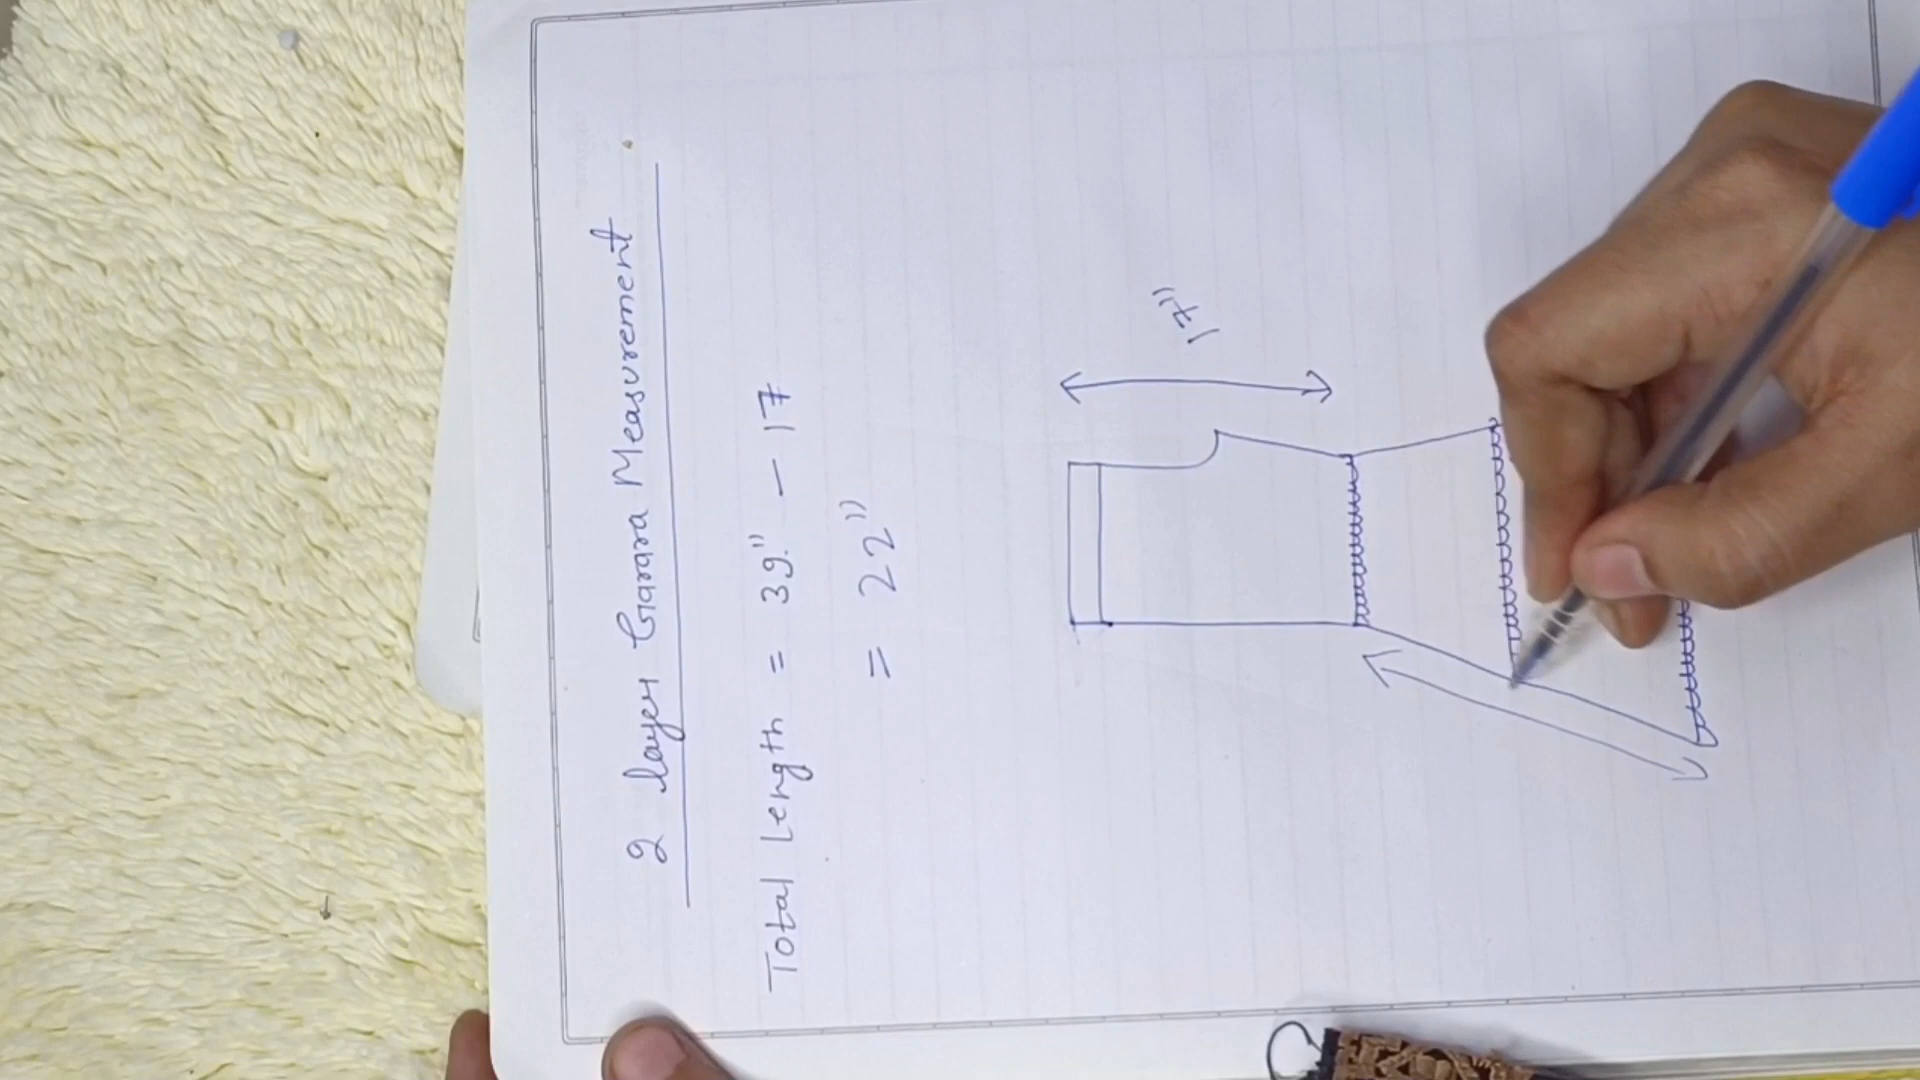 2 layer Garara Measurement
Total Length = 39" - 17
= 22"
17"